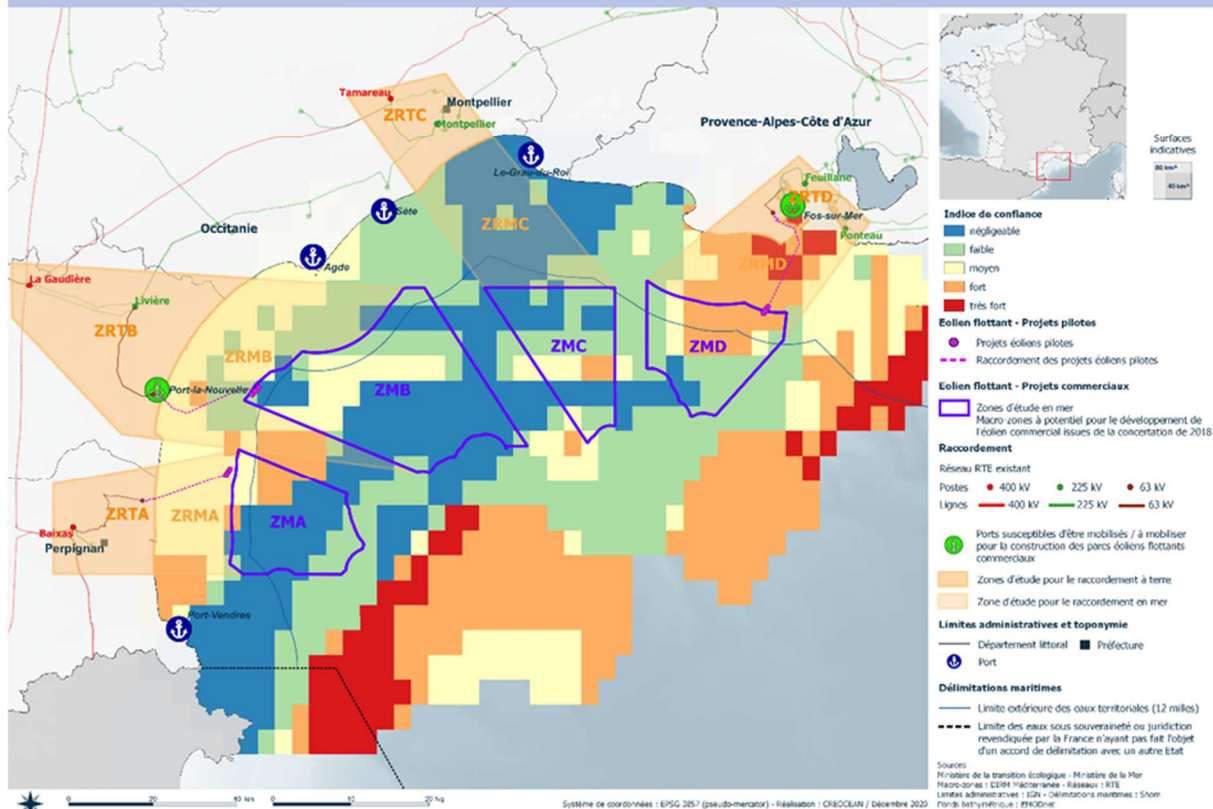 Tamareau
ZRTC
Montpellier
Montpellier
Provence-Alpes-Côte d'Azur
Le-Grau-du-Roi
Feuillane
ZRTD
Fos-sur-Mer
Ponteau
Sète
ZRMC
Occitanie
Agde
ZRMD
La Gaudière
Livière
ZRTB
ZRMB
ZMC
ZMD
Port-la-Nouvelle
ZMB
ZRTA
ZRMA
ZMA
Baixas
Perpignan
Port-Vendres
0 20 40 km
0 10 20 Nq
Système de coordonnées : EPSG 3857 (pseudo-mercator) - Réalisation : CREOCEAN / Décembre 2020
Surfaces
indicatives
80 km²
40 km²
Indice de confiance
négligeable
faible
moyen
fort
très fort
Eolien flottant - Projets pilotes
Projets éoliens pilotes
Raccordement des projets éoliens pilotes
Eolien flottant - Projets commerciaux
Zones d'étude en mer
Macro-zones à potentiel pour le développement de
l'éolien commercial issues de la concertation de 2018
Raccordement
Réseau RTE existant
Postes 400 kV 225 kV 63 kV
Lignes 400 kV 225 kV 63 kV
Ports susceptibles d'être mobilisés / à mobiliser
pour la construction des parcs éoliens flottants
commerciaux
Zones d'étude pour le raccordement à terre
Zone d'étude pour le raccordement en mer
Limites administratives et toponymie
Département littoral Préfecture
Port
Délimitations maritimes
Limite extérieure des eaux territoriales (12 milles)
Limite des eaux sous souveraineté ou juridiction
revendiquée par la France n'ayant pas fait l'objet
d'un accord de délimitation avec un autre Etat
Sources
Ministère de la transition écologique - Ministère de la Mer
Macro-zones : DIRM Méditerranée - Réseaux : RTE
Limites administratives : IGN - Délimitations maritimes : Shom
Fonds bathymétrique : EMODnet